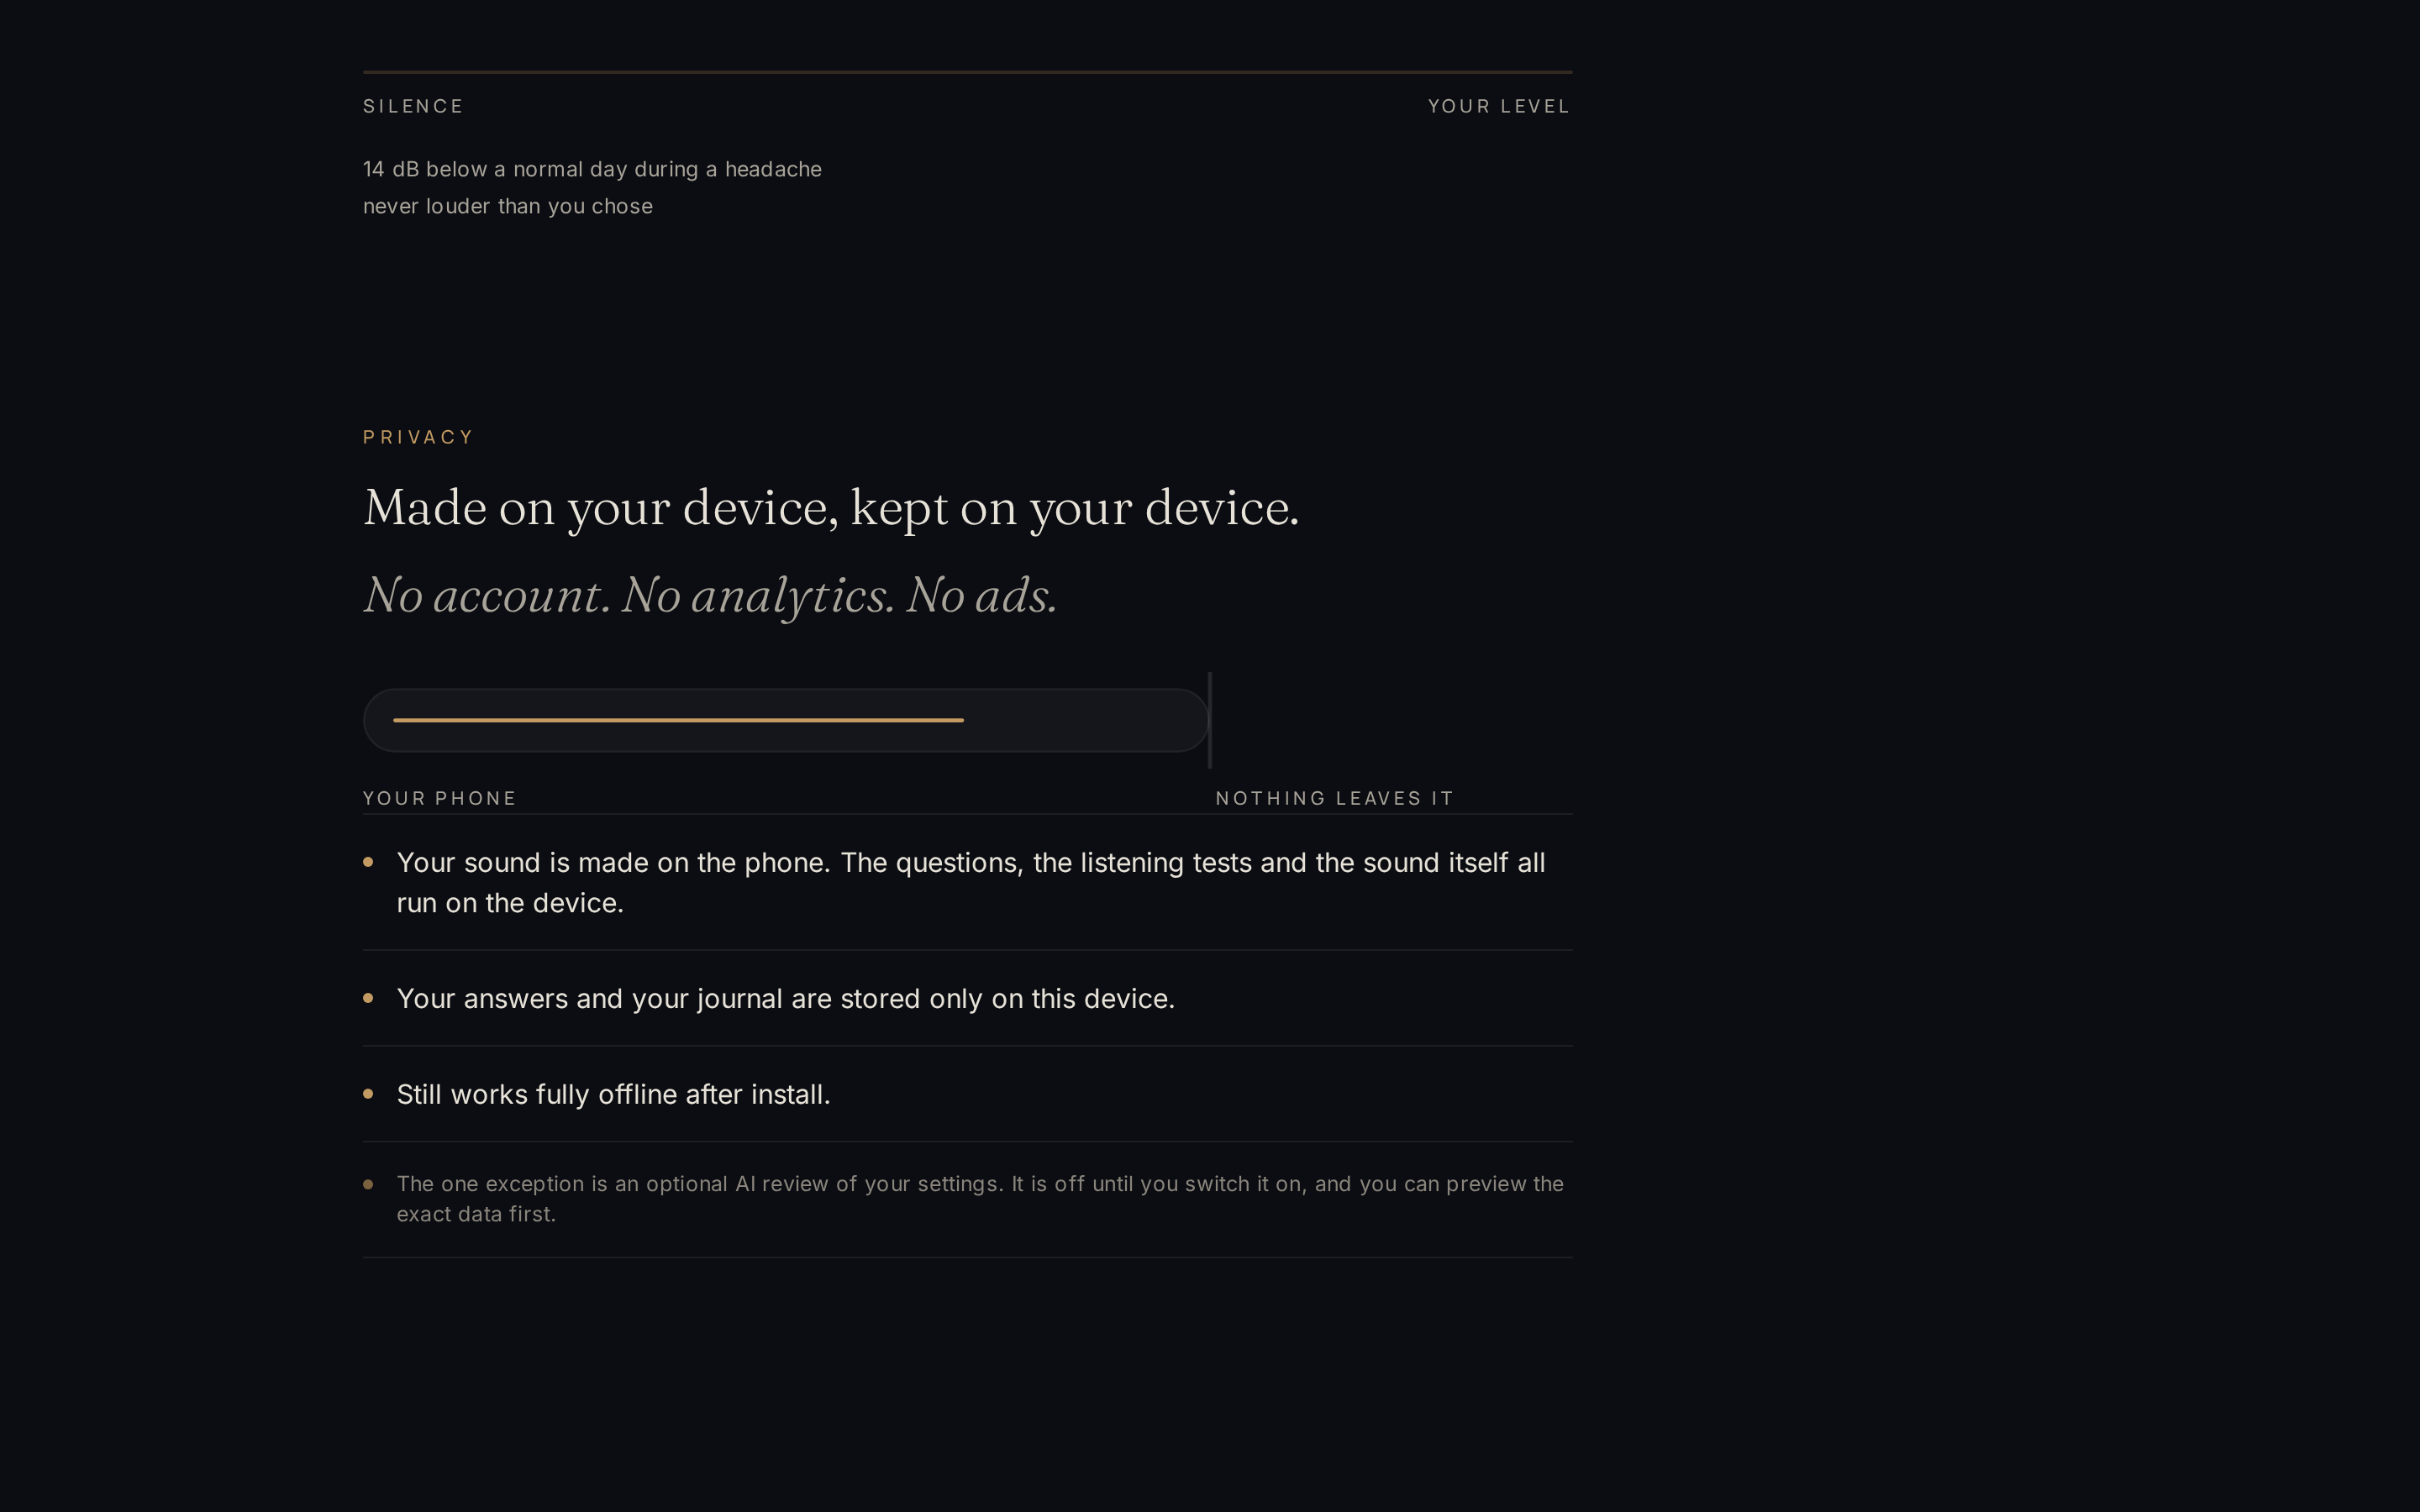 SILENCE
YOUR LEVEL
14 dB below a normal day during a headache
never louder than you chose
PRIVACY
Made on your device, kept on your device.
No account. No analytics. No ads.
YOUR PHONE
NOTHING LEAVES IT
Your sound is made on the phone. The questions, the listening tests and the sound itself all
run on the device.
Your answers and your journal are stored only on this device.
Still works fully offline after install.
The one exception is an optional AI review of your settings. It is off until you switch it on, and you can preview the
exact data first.